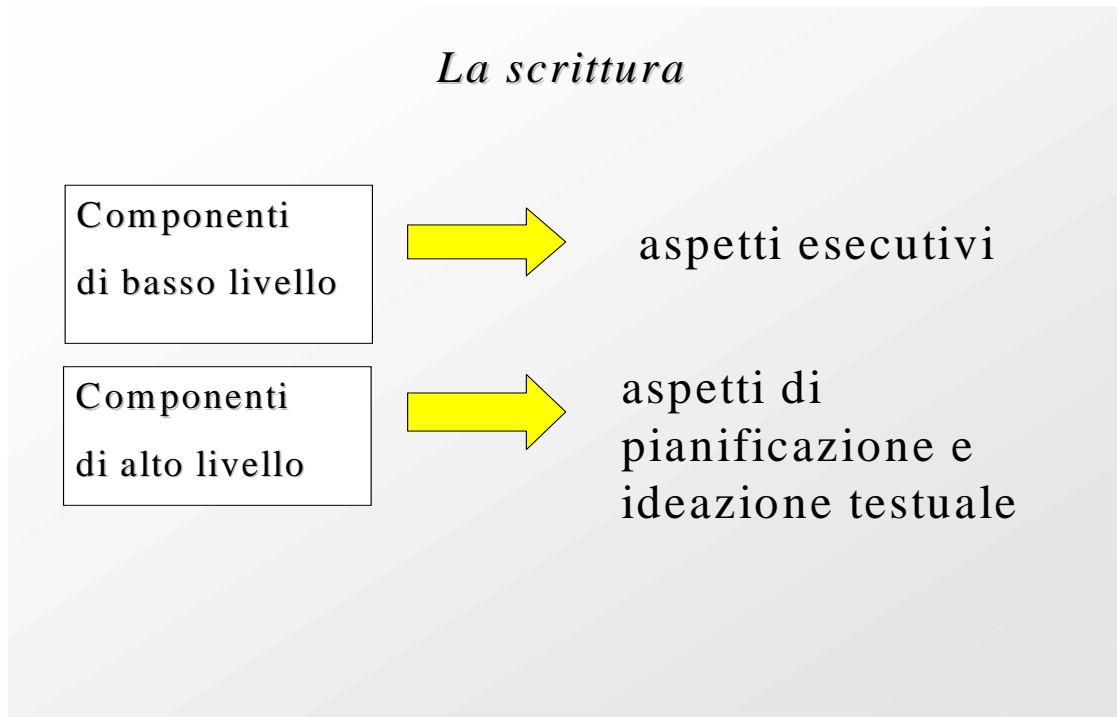 La scrittura
Componenti
di basso livello
aspetti esecutivi
Componenti
di alto livello
aspetti di
pianificazione e
ideazione testuale